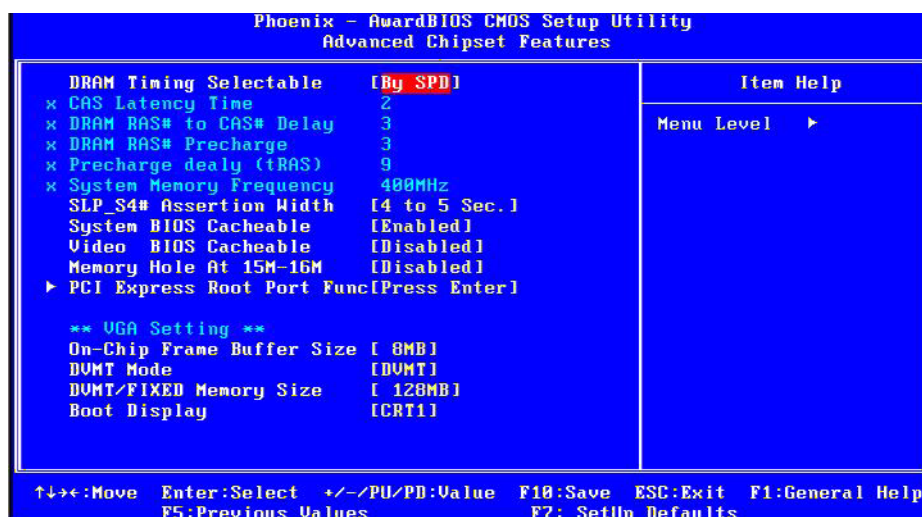 Phoenix - AwardBIOS CMOS Setup Utility
Advanced Chipset Features
DRAM Timing Selectable [By SPD]
x CAS Latency Time 2
x DRAM RAS# to CAS# Delay 3
x DRAM RAS# Precharge 3
x Precharge dealy (tRAS) 9
x System Memory Frequency 400MHz
SLP_S4# Assertion Width [4 to 5 Sec.]
System BIOS Cacheable [Enabled]
Video BIOS Cacheable [Disabled]
Memory Hole At 15M-16M [Disabled]
► PCI Express Root Port Func[Press Enter]
** VGA Setting **
On-Chip Frame Buffer Size [ 8MB]
DVMT Mode [DVMT]
DVMT/FIXED Memory Size [ 128MB]
Boot Display [CRT1]
Item Help
Menu Level ►
↑↓→←:Move Enter:Select +/-/PU/PD:Value F10:Save ESC:Exit F1:General Help
F5:Previous Values F7: SetUp Defaults